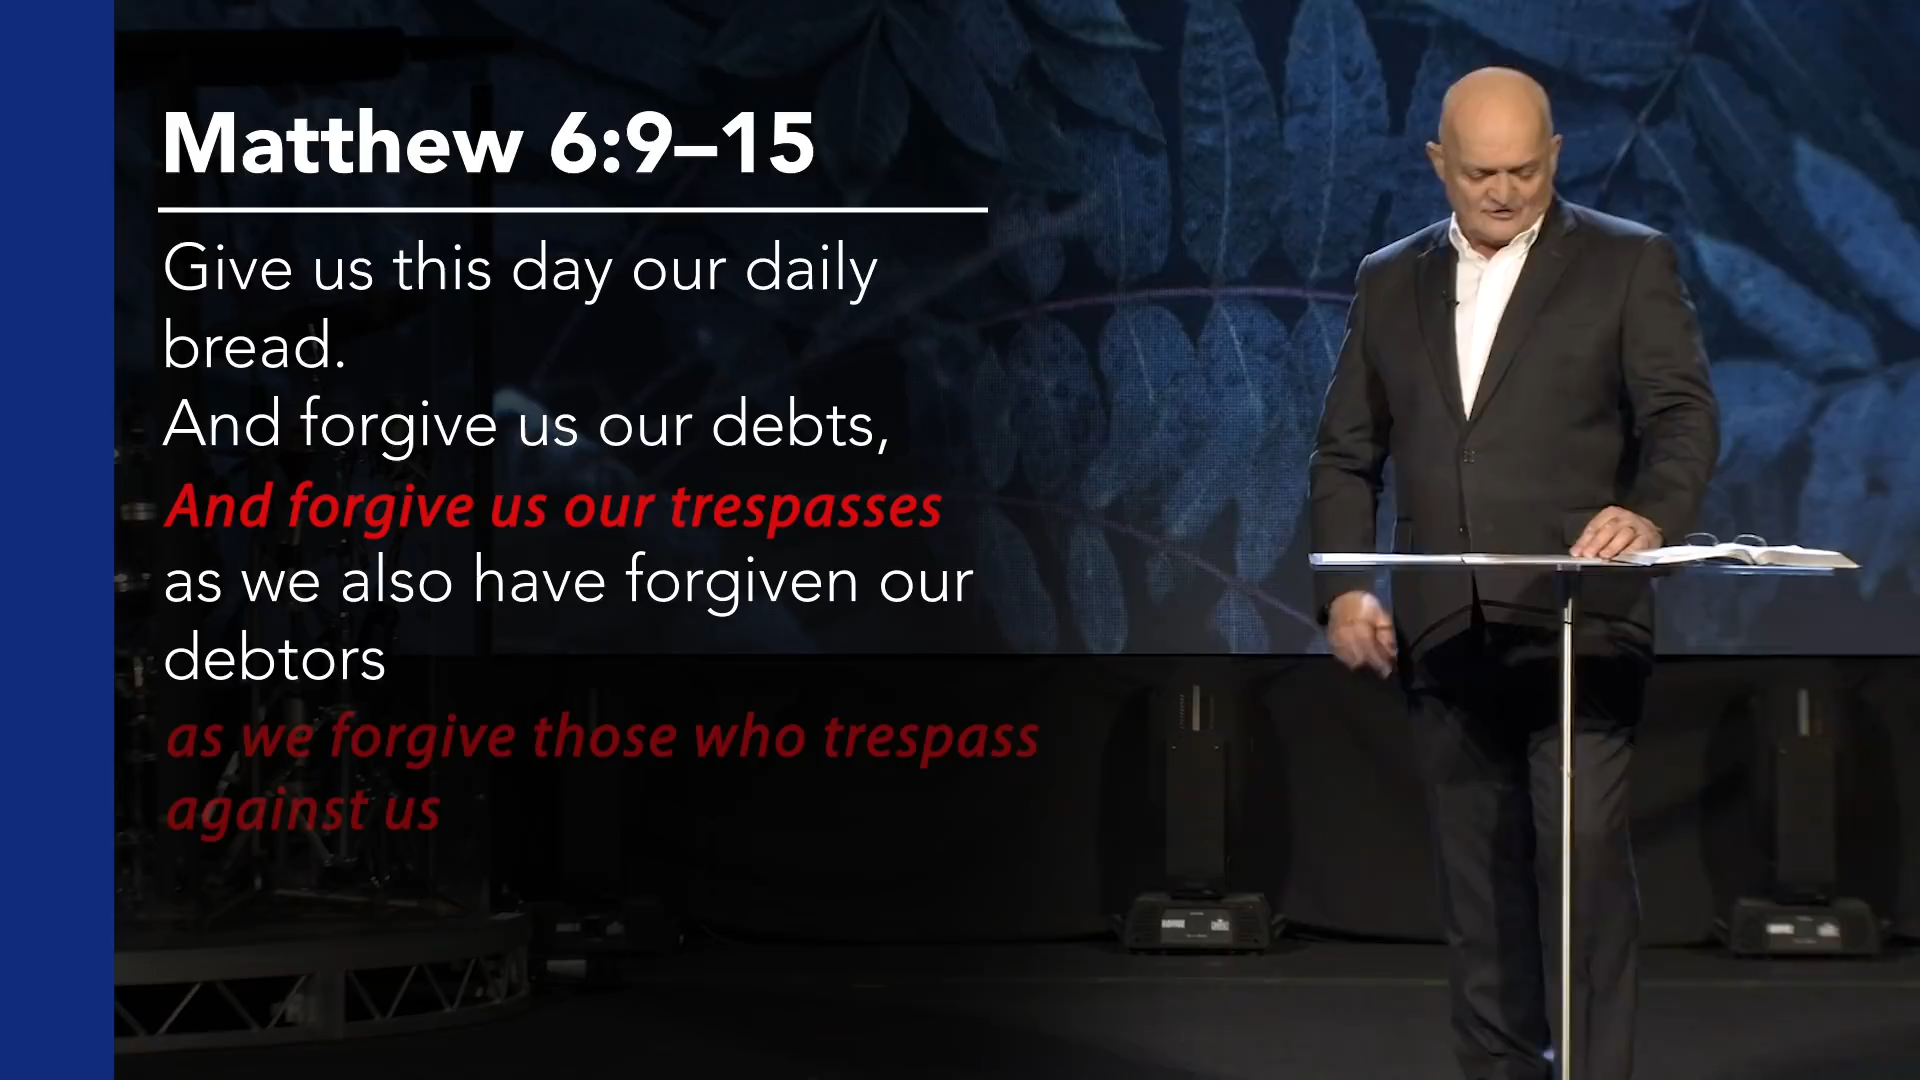 Matthew 6:9–15
Give us this day our daily
bread.
And forgive us our debts,
And forgive us our trespasses
as we also have forgiven our
debtors
as we forgive those who trespass
against us